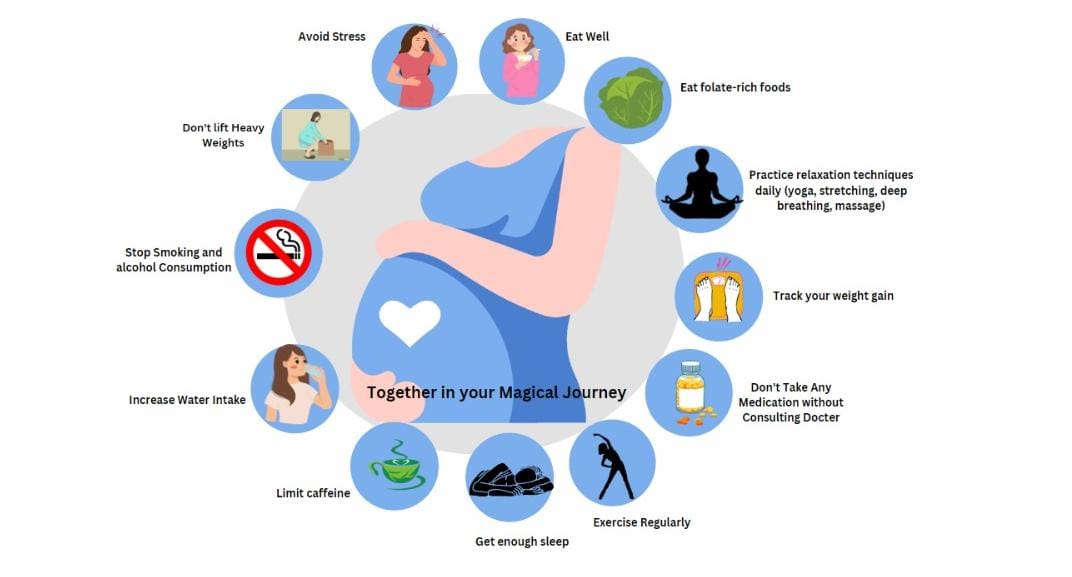 Avoid Stress
Eat Well
Eat folate-rich foods
Don't lift Heavy
Weights
Practice relaxation techniques
daily (yoga, stretching, deep
breathing, massage)
Stop Smoking and
alcohol Consumption
Track your weight gain
Together in your Magical Journey
Increase Water Intake
Don't Take Any
Medication without
Consulting Docter
Limit caffeine
Exercise Regularly
Get enough sleep